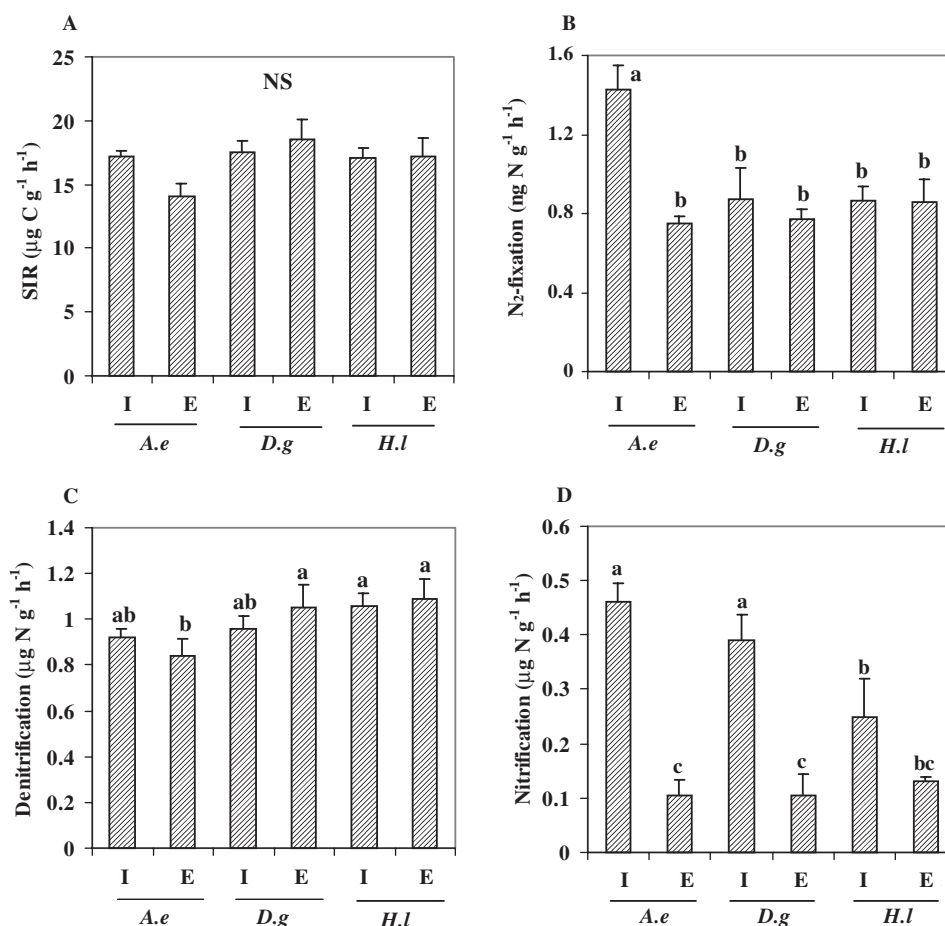 A
25
20
15
10
5
0
SIR (µg C g-1 h-1)
NS
I E I E I E
A.e D.g H.l
B
1.6
1.2
0.8
0.4
0
N2-fixation (ng N g-1 h-1)
a b b b b b
I E I E I E
A.e D.g H.l
C
1.4
1.2
1
0.8
0.6
0.4
0.2
0
Denitrification (µg N g-1 h-1)
ab b ab a a a
I E I E I E
A.e D.g H.l
D
0.6
0.5
0.4
0.3
0.2
0.1
0
Nitrification (µg N g-1 h-1)
a c a c b bc
I E I E I E
A.e D.g H.l